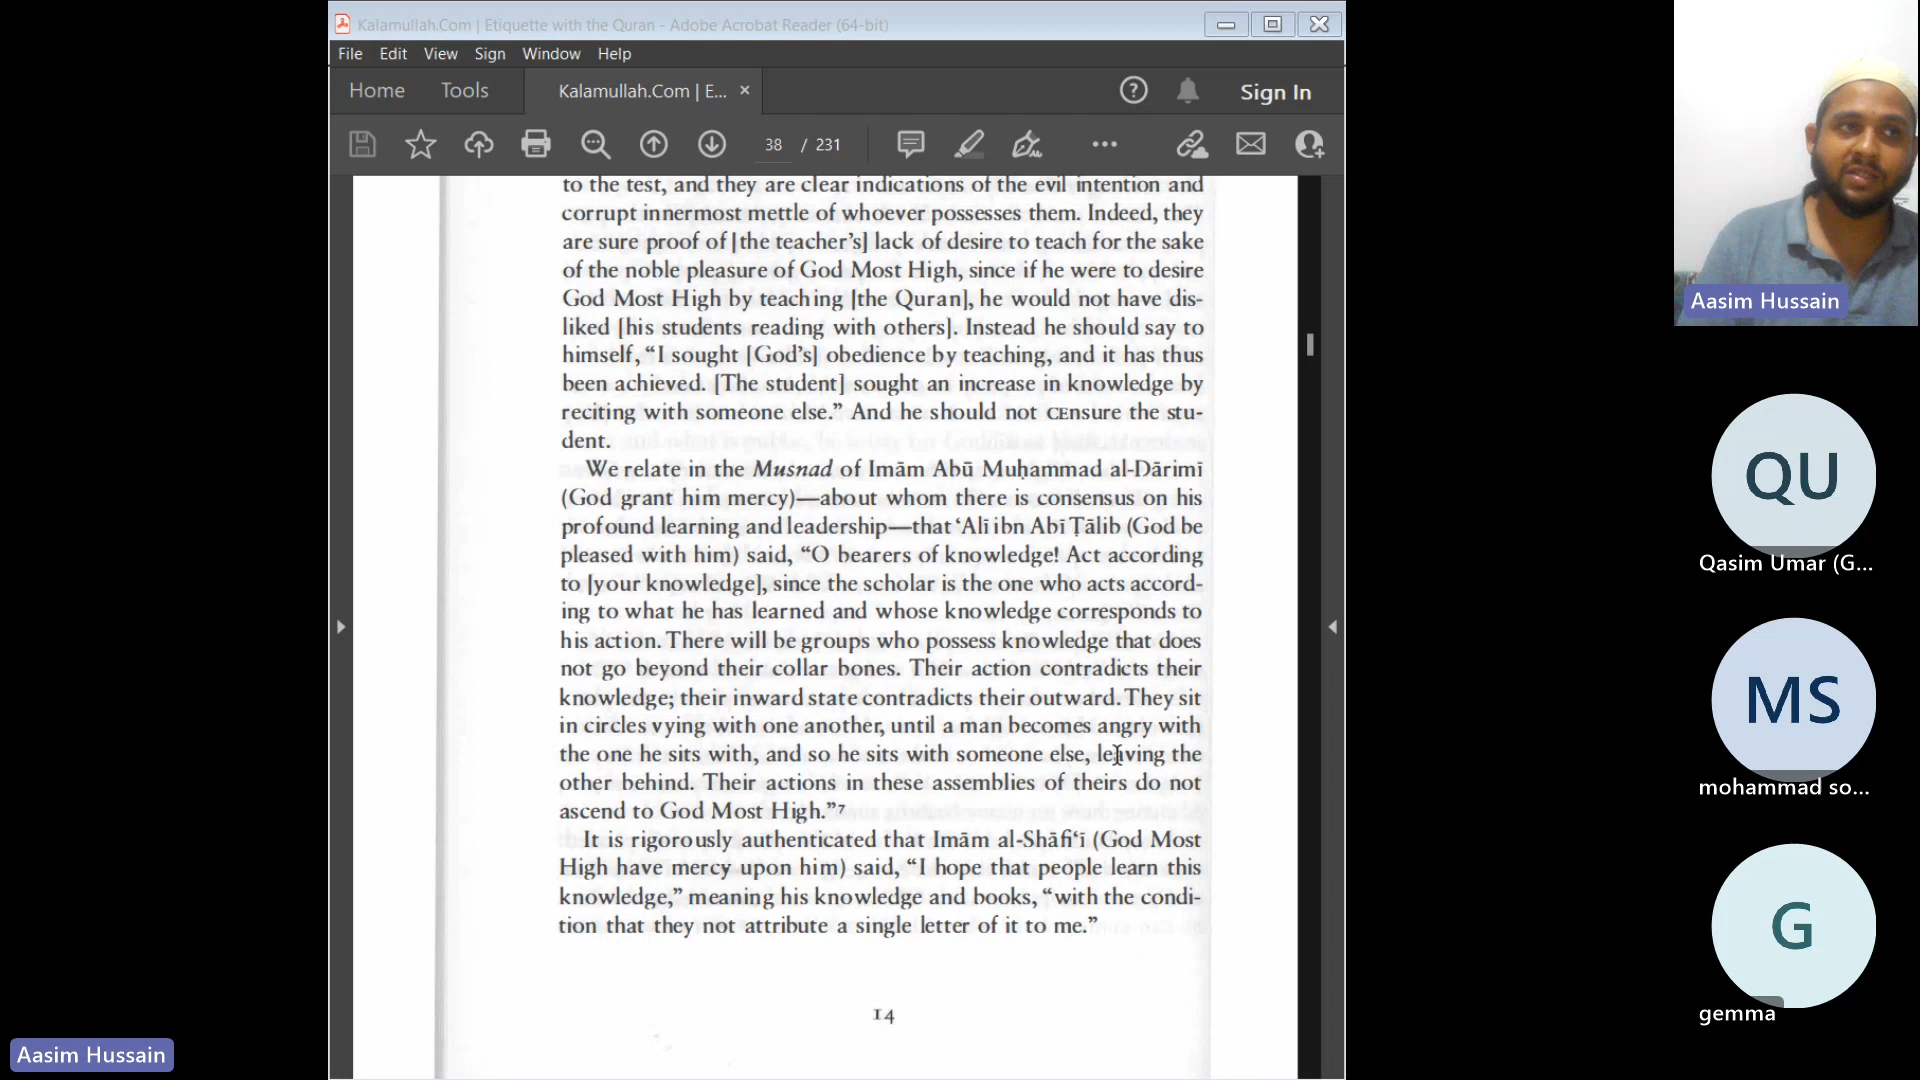 Kalamullah.Com | Etiquette with the Quran - Adobe Acrobat Reader (64-bit)
File Edit View Sign Window Help
Home Tools Kalamullah.Com | E... × Sign In
38 / 231
to the test, and they are clear indications of the evil intention and
corrupt innermost mettle of whoever possesses them. Indeed, they
are sure proof of [the teacher's] lack of desire to teach for the sake
of the noble pleasure of God Most High, since if he were to desire
God Most High by teaching [the Quran], he would not have dis-
liked [his students reading with others]. Instead he should say to
himself, “I sought [God's] obedience by teaching, and it has thus
been achieved. [The student] sought an increase in knowledge by
reciting with someone else.” And he should not CEnsure the stu-
dent.
We relate in the Musnad of Imām Abū Muḥammad al-Dārimī
(God grant him mercy)—about whom there is consensus on his
profound learning and leadership—that ‘Alī ibn Abī Ṭālib (God be
pleased with him) said, “O bearers of knowledge! Act according
to [your knowledge], since the scholar is the one who acts accord-
ing to what he has learned and whose knowledge corresponds to
his action. There will be groups who possess knowledge that does
not go beyond their collar bones. Their action contradicts their
knowledge; their inward state contradicts their outward. They sit
in circles vying with one another, until a man becomes angry with
the one he sits with, and so he sits with someone else, leaving the
other behind. Their actions in these assemblies of theirs do not
ascend to God Most High.”7
It is rigorously authenticated that Imām al-Shāfi‘ī (God Most
High have mercy upon him) said, “I hope that people learn this
knowledge,” meaning his knowledge and books, “with the condi-
tion that they not attribute a single letter of it to me.”
14
Aasim Hussain
QU
Qasim Umar (G...
MS
mohammad so...
G
gemma
Aasim Hussain